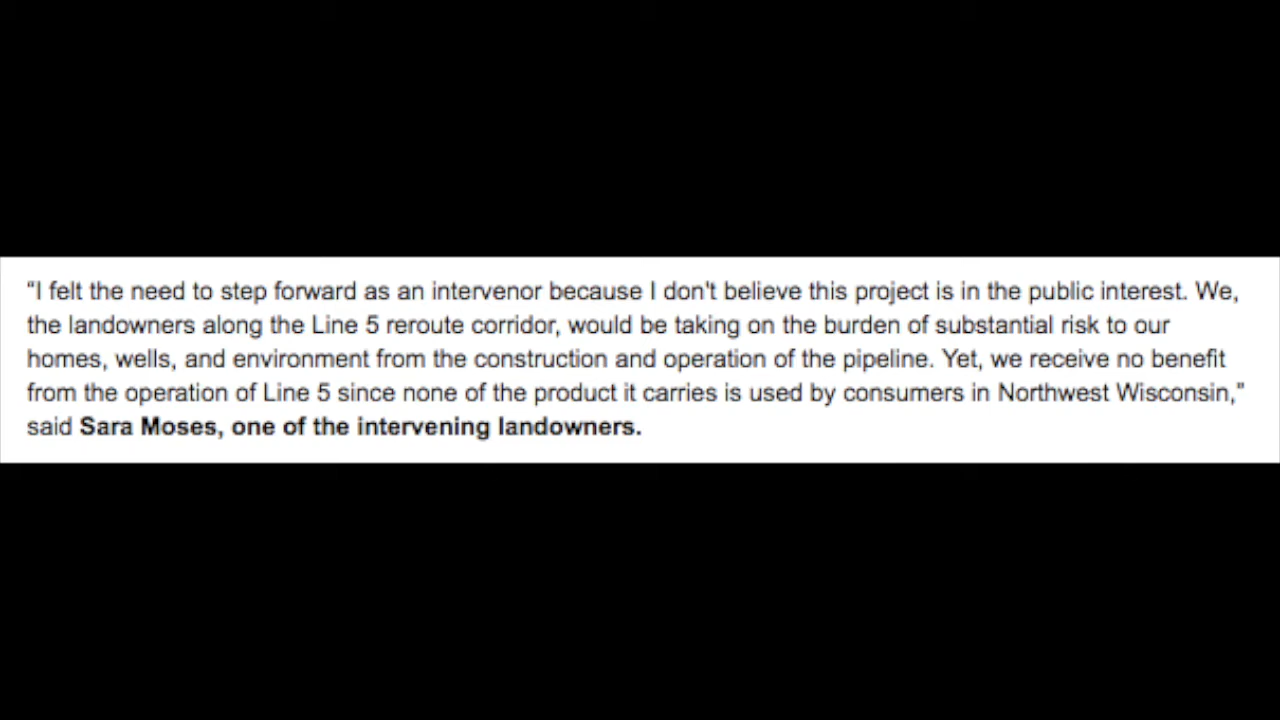 “I felt the need to step forward as an intervenor because I don't believe this project is in the public interest. We,
the landowners along the Line 5 reroute corridor, would be taking on the burden of substantial risk to our
homes, wells, and environment from the construction and operation of the pipeline. Yet, we receive no benefit
from the operation of Line 5 since none of the product it carries is used by consumers in Northwest Wisconsin,”
said Sara Moses, one of the intervening landowners.